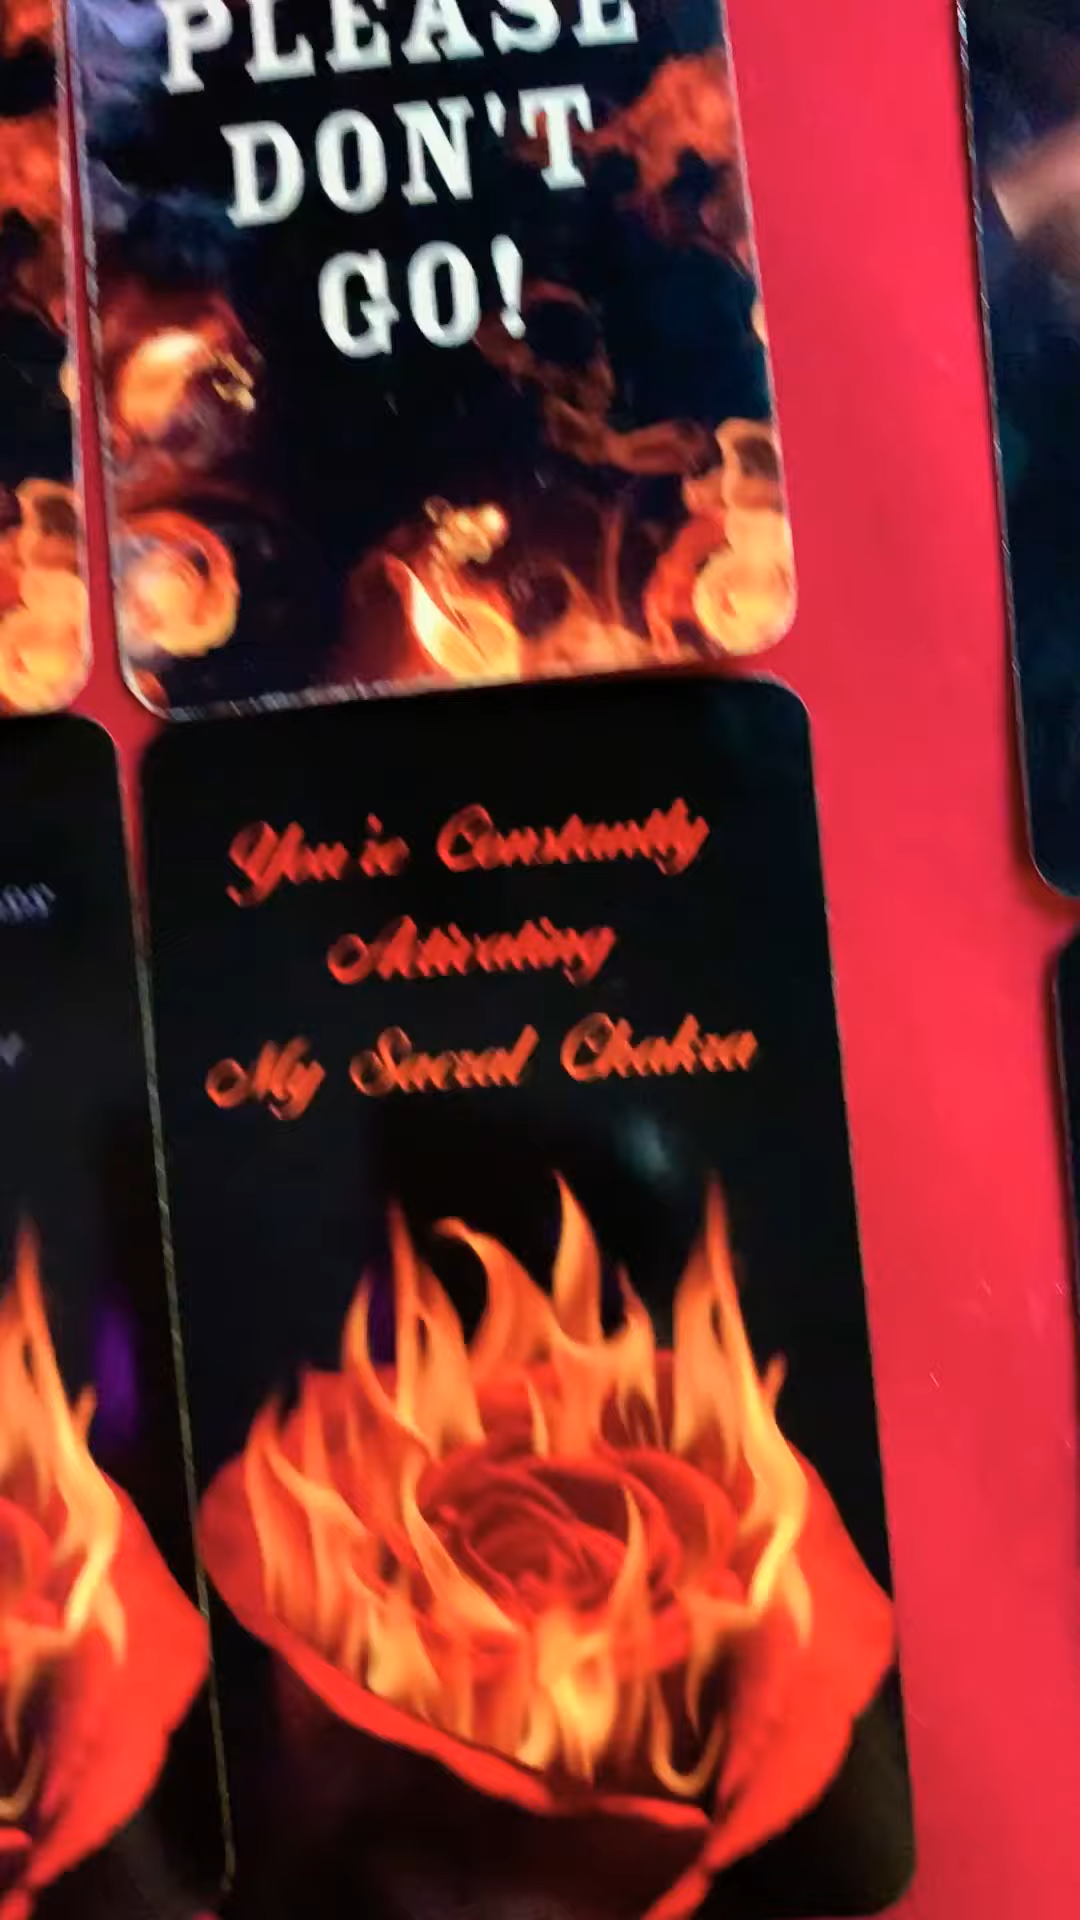 PLEASE
DON'T
GO!
You're Constantly
Activating
My Sacral Chakra